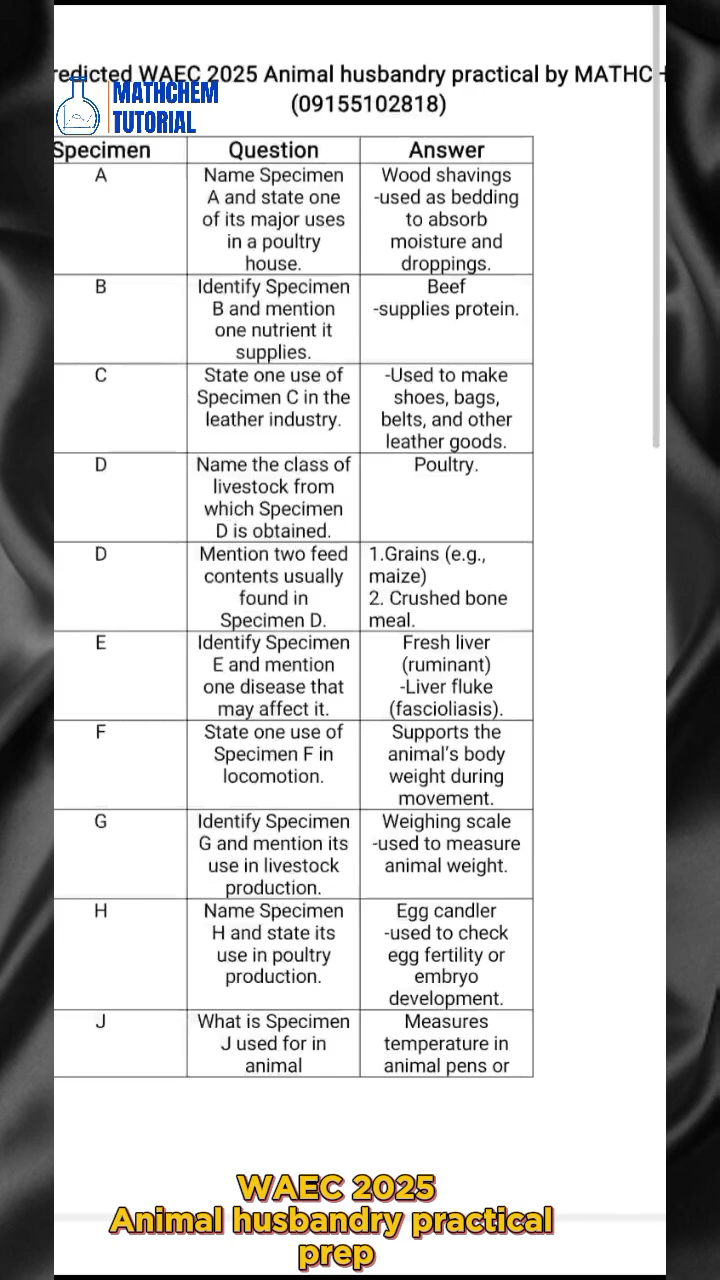 redicted WAEC 2025 Animal husbandry practical by MATHC
(09155102818)
MATHCHEM
TUTORIAL
Specimen Question Answer
A
Name Specimen
A and state one
of its major uses
in a poultry
house.
Wood shavings
-used as bedding
to absorb
moisture and
droppings.
B
Identify Specimen
B and mention
one nutrient it
supplies.
Beef
-supplies protein.
C
State one use of
Specimen C in the
leather industry.
-Used to make
shoes, bags,
belts, and other
leather goods.
D
Name the class of
livestock from
which Specimen
D is obtained.
Poultry.
D
Mention two feed
contents usually
found in
Specimen D.
1.Grains (e.g.,
maize)
2. Crushed bone
meal.
E
Identify Specimen
E and mention
one disease that
may affect it.
Fresh liver
(ruminant)
-Liver fluke
(fascioliasis).
F
State one use of
Specimen F in
locomotion.
Supports the
animal's body
weight during
movement.
G
Identify Specimen
G and mention its
use in livestock
production.
Weighing scale
-used to measure
animal weight.
H
Name Specimen
H and state its
use in poultry
production.
Egg candler
-used to check
egg fertility or
embryo
development.
J
What is Specimen
J used for in
animal
Measures
temperature in
animal pens or
WAEC 2025
Animal husbandry practical
prep